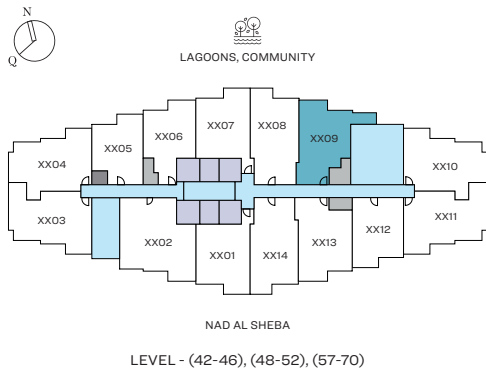 N
Q
LAGOONS, COMMUNITY
XX07
XX08
XX06
XX09
XX05
XX04
XX10
XX03
XX11
XX02
XX12
XX13
XX01
XX14
NAD AL SHEBA
LEVEL - (42-46), (48-52), (57-70)